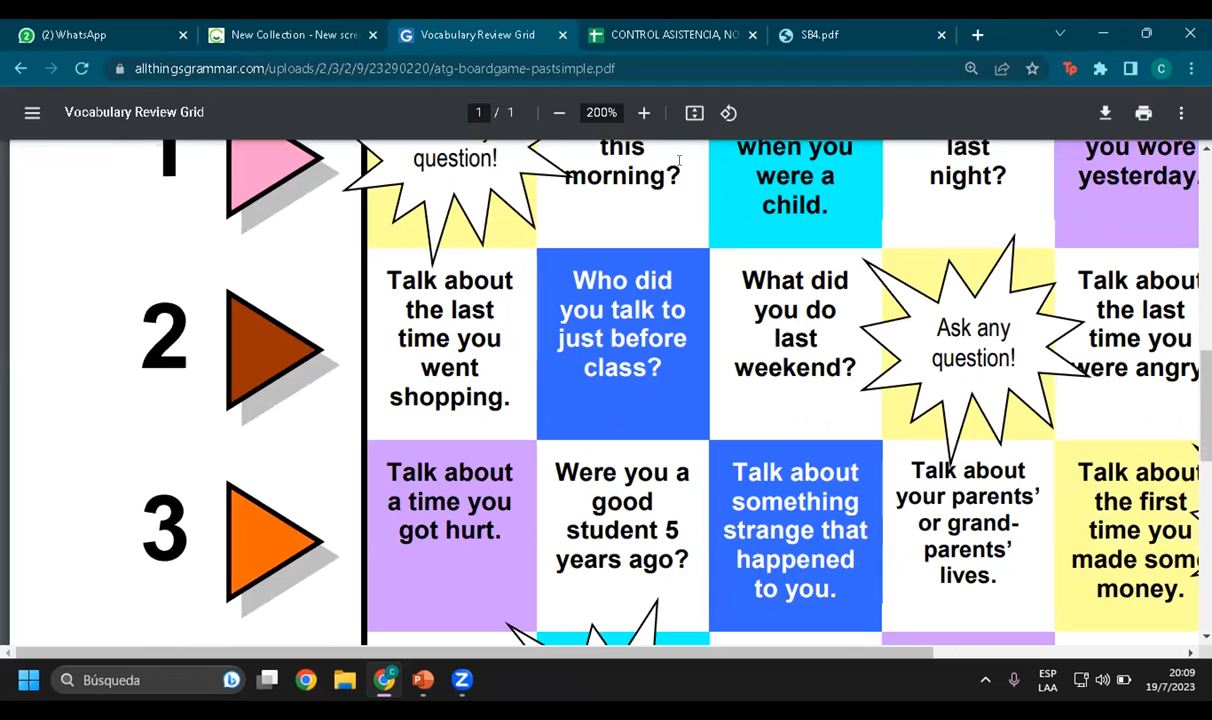 (2) WhatsApp
New Collection - New scre
Vocabulary Review Grid
CONTROL ASISTENCIA, NO
SB4.pdf
allthingsgrammar.com/uploads/2/3/2/9/23290220/atg-boardgame-pastsimple.pdf
Vocabulary Review Grid
1 / 1
200%
1
question!
this
morning?
when you
were a
child.
last
night?
you wore
yesterday.
2
Talk about
the last
time you
went
shopping.
Who did
you talk to
just before
class?
What did
you do
last
weekend?
Ask any
question!
Talk about
the last
time you
were angry
3
Talk about
a time you
got hurt.
Were you a
good
student 5
years ago?
Talk about
something
strange that
happened
to you.
Talk about
your parents’
or grand-
parents’
lives.
Talk about
the first
time you
made som
money.
Búsqueda
ESP
LAA
20:09
19/7/2023